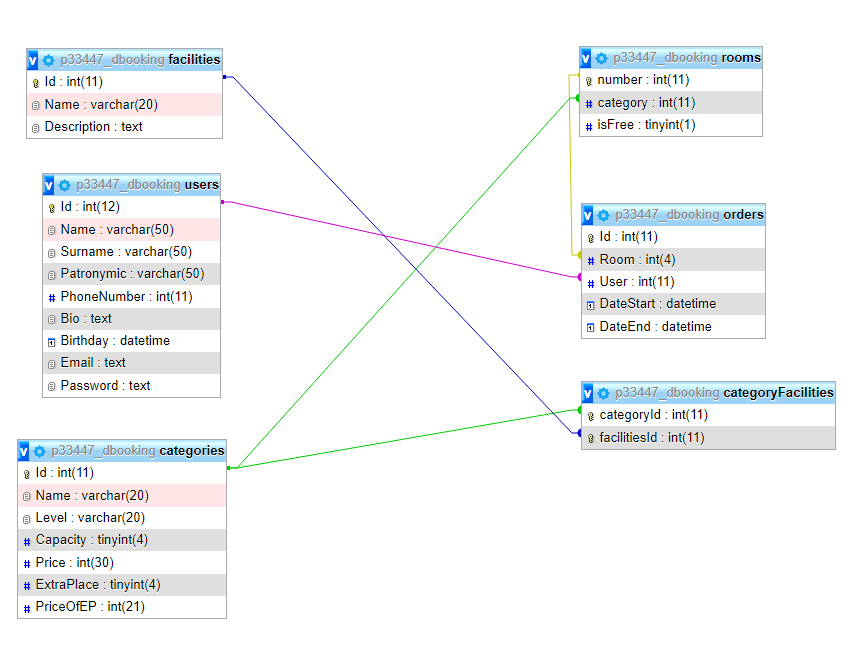 v p33447_dbooking facilities
Id : int(11)
Name : varchar(20)
Description : text
v p33447_dbooking users
Id : int(12)
Name : varchar(50)
Surname : varchar(50)
Patronymic : varchar(50)
# PhoneNumber : int(11)
Bio : text
Birthday : datetime
Email : text
Password : text
v p33447_dbooking categories
Id : int(11)
Name : varchar(20)
Level : varchar(20)
# Capacity : tinyint(4)
# Price : int(30)
# ExtraPlace : tinyint(4)
# PriceOfEP : int(21)
v p33447_dbooking rooms
number : int(11)
# category : int(11)
# isFree : tinyint(1)
v p33447_dbooking orders
Id : int(11)
# Room : int(4)
# User : int(11)
DateStart : datetime
DateEnd : datetime
v p33447_dbooking categoryFacilities
categoryId : int(11)
facilitiesId : int(11)